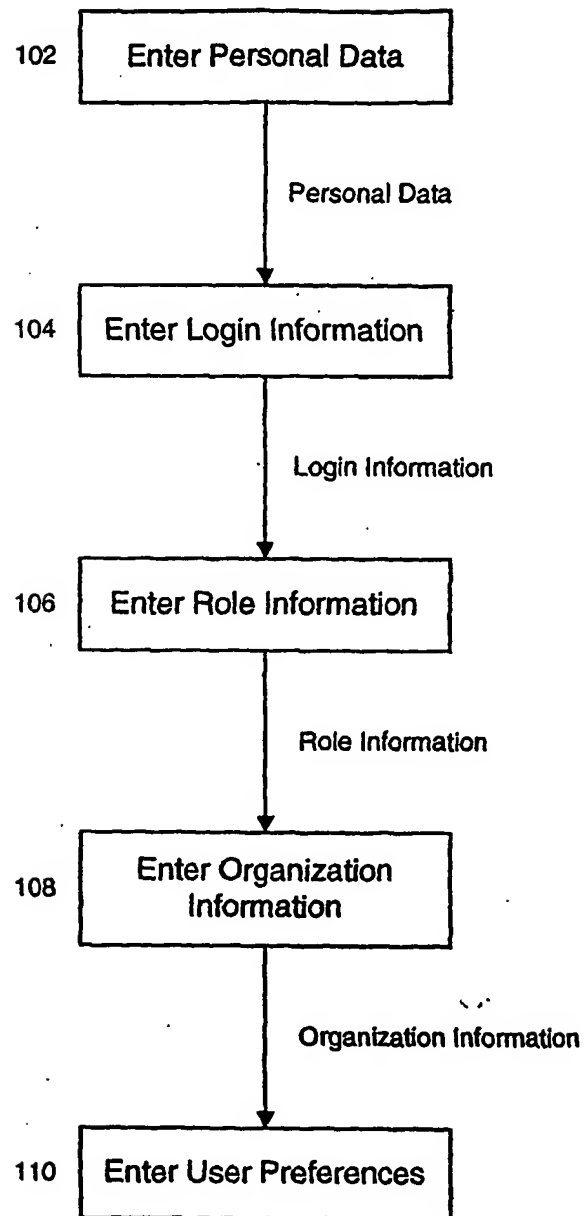 102 Enter Personal Data
Personal Data
104 Enter Login Information
Login Information
106 Enter Role Information
Role Information
108 Enter Organization
Information
Organization Information
110 Enter User Preferences